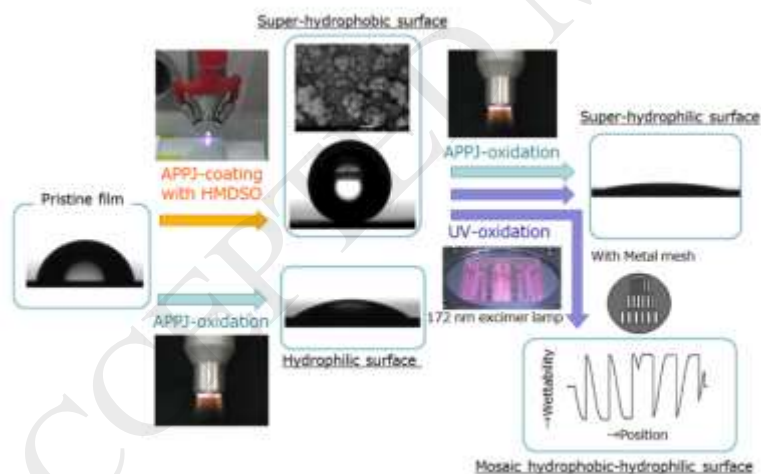 Super-hydrophobic surface
Super-hydrophilic surface
APPJ-oxidation
APPJ-coating
with HMDSO
Pristine film
UV-oxidation
With Metal mesh
172 nm excimer lamp
APPJ-oxidation
Hydrophilic surface
→Wettability
→Position
Mosaic hydrophobic-hydrophilic surface